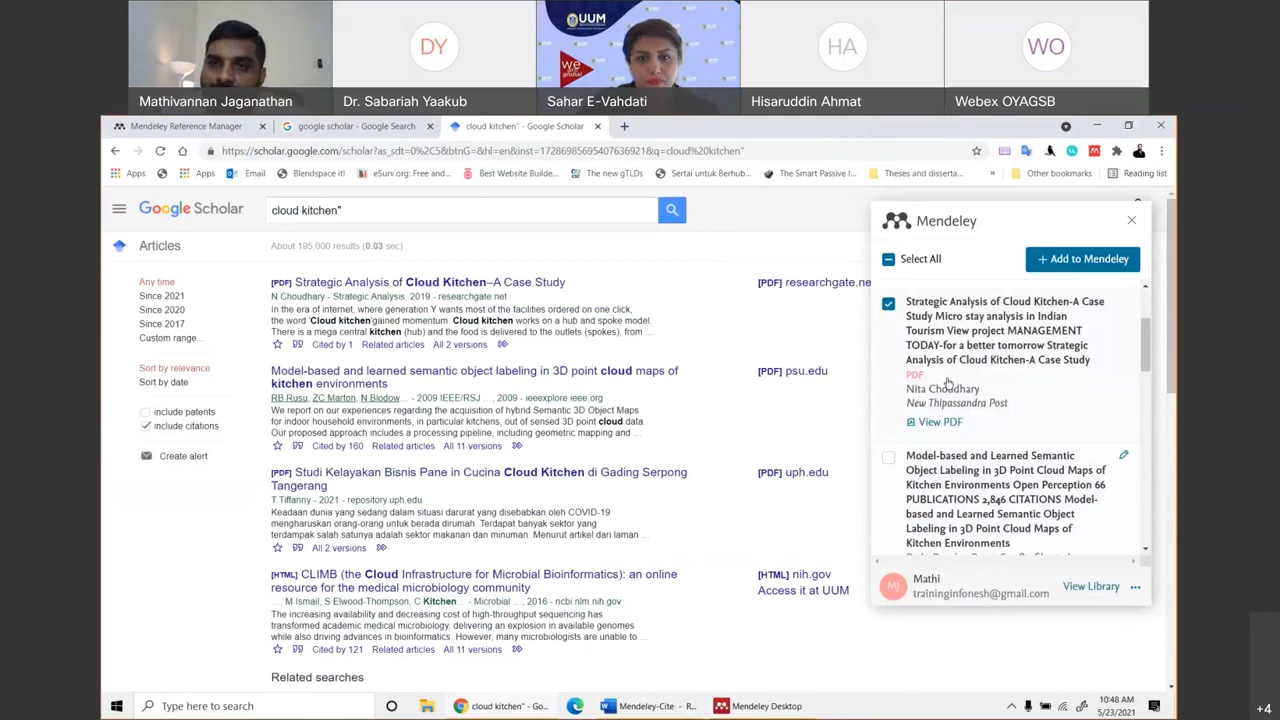 UUM
we
global
DY
HA
WO
Mathivannan Jaganathan
Dr. Sabariah Yaakub
Sahar E-Vahdati
Hisaruddin Ahmat
Webex OYAGSB
Mendeley Reference Manager
google scholar - Google Search
cloud kitchen" - Google Scholar
https://scholar.google.com/scholar?as_sdt=0%2C5&btnG=&hl=en&inst=17286985695407636921&q=cloud%20kitchen"
Apps
Apps
Email
Blendspace it!
eSurv.org: Free and...
Best Website Builde...
The new gTLDs
Sertai untuk Berhub...
The Smart Passive I...
Theses and disserta...
»
Other bookmarks
Reading list
Google Scholar
cloud kitchen"
Articles
About 195,000 results (0.03 sec)
Any time
Since 2021
Since 2020
Since 2017
Custom range...
Sort by relevance
Sort by date
include patents
include citations
Create alert
[PDF] Strategic Analysis of Cloud Kitchen–A Case Study
N Choudhary - Strategic Analysis, 2019 - researchgate.net
In the era of internet, where generation Y wants most of the facilities ordered on one click,
the word 'Cloud kitchen'gained momentum. Cloud kitchen works on a hub and spoke model.
There is a mega central kitchen (hub) and the food is delivered to the outlets (spokes), from ...
Cited by 1 Related articles All 2 versions
[PDF] researchgate.net
Model-based and learned semantic object labeling in 3D point cloud maps of
kitchen environments
RB Rusu, ZC Marton, N Blodow... - 2009 IEEE/RSJ ..., 2009 - ieeexplore.ieee.org
We report on our experiences regarding the acquisition of hybrid Semantic 3D Object Maps
for indoor household environments, in particular kitchens, out of sensed 3D point cloud data.
Our proposed approach includes a processing pipeline, including geometric mapping and ...
Cited by 160 Related articles All 11 versions
[PDF] psu.edu
[PDF] Studi Kelayakan Bisnis Pane in Cucina Cloud Kitchen di Gading Serpong
Tangerang
T Tiffanny - 2021 - repository.uph.edu
Keadaan dunia yang sedang dalam situasi darurat yang disebabkan oleh COVID-19
mengharuskan orang-orang untuk berada dirumah. Terdapat banyak sektor yang
terdampak salah satunya adalah makanan dan minuman. Menurut artikel dari laman ...
All 2 versions
[PDF] uph.edu
[HTML] CLIMB (the Cloud Infrastructure for Microbial Bioinformatics): an online
resource for the medical microbiology community
..., M Ismail, S Elwood-Thompson, C Kitchen... - Microbial ..., 2016 - ncbi.nlm.nih.gov
The increasing availability and decreasing cost of high-throughput sequencing has
transformed academic medical microbiology, delivering an explosion in available genomes
while also driving advances in bioinformatics. However, many microbiologists are unable to ...
Cited by 121 Related articles All 11 versions
[HTML] nih.gov
Access it at UUM
Related searches
Mendeley
Select All
+ Add to Mendeley
Strategic Analysis of Cloud Kitchen-A Case
Study Micro stay analysis in Indian
Tourism View project MANAGEMENT
TODAY-for a better tomorrow Strategic
Analysis of Cloud Kitchen-A Case Study
PDF
Nita Choudhary
New Thipassandra Post
View PDF
Model-based and Learned Semantic
Object Labeling in 3D Point Cloud Maps of
Kitchen Environments Open Perception 66
PUBLICATIONS 2,846 CITATIONS Model-
based and Learned Semantic Object
Labeling in 3D Point Cloud Maps of
Kitchen Environments
MJ
Mathi
traininginfonesh@gmail.com
View Library
Type here to search
cloud kitchen" - Go...
Mendeley-Cite - R...
Mendeley Desktop
10:48 AM
5/23/2021
+4